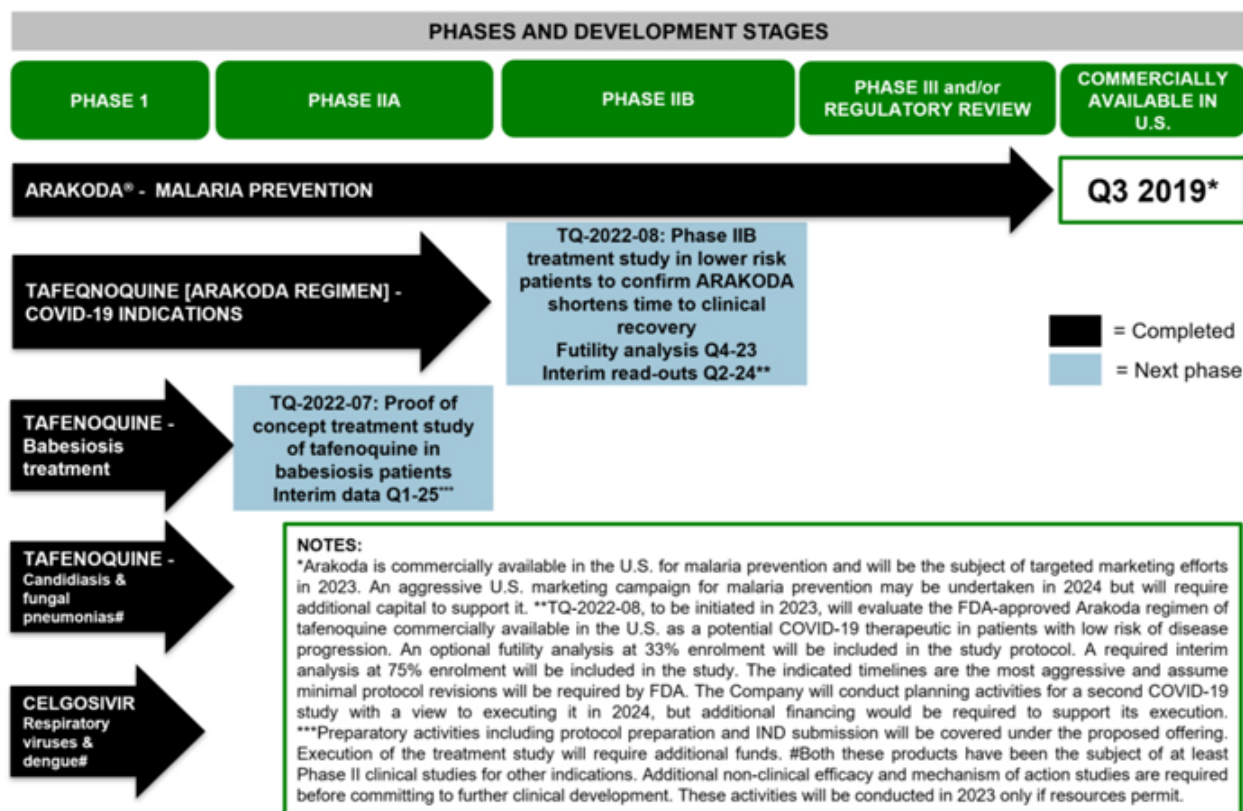 PHASES AND DEVELOPMENT STAGES
PHASE 1
PHASE IIA
PHASE IIB
PHASE III and/or
REGULATORY REVIEW
COMMERCIALLY
AVAILABLE IN
U.S.
ARAKODA® - MALARIA PREVENTION
Q3 2019*
TAFEQNOQUINE [ARAKODA REGIMEN] -
COVID-19 INDICATIONS
TQ-2022-08: Phase IIB
treatment study in lower risk
patients to confirm ARAKODA
shortens time to clinical
recovery
Futility analysis Q4-23
Interim read-outs Q2-24**
= Completed
= Next phase
TAFENOQUINE -
Babesiosis
treatment
TQ-2022-07: Proof of
concept treatment study
of tafenoquine in
babesiosis patients
Interim data Q1-25***
TAFENOQUINE -
Candidiasis &
fungal
pneumonias#
CELGOSIVIR
Respiratory
viruses &
dengue#
NOTES:
*Arakoda is commercially available in the U.S. for malaria prevention and will be the subject of targeted marketing efforts
in 2023. An aggressive U.S. marketing campaign for malaria prevention may be undertaken in 2024 but will require
additional capital to support it. **TQ-2022-08, to be initiated in 2023, will evaluate the FDA-approved Arakoda regimen of
tafenoquine commercially available in the U.S. as a potential COVID-19 therapeutic in patients with low risk of disease
progression. An optional futility analysis at 33% enrolment will be included in the study protocol. A required interim
analysis at 75% enrolment will be included in the study. The indicated timelines are the most aggressive and assume
minimal protocol revisions will be required by FDA. The Company will conduct planning activities for a second COVID-19
study with a view to executing it in 2024, but additional financing would be required to support its execution.
***Preparatory activities including protocol preparation and IND submission will be covered under the proposed offering.
Execution of the treatment study will require additional funds. #Both these products have been the subject of at least
Phase II clinical studies for other indications. Additional non-clinical efficacy and mechanism of action studies are required
before committing to further clinical development. These activities will be conducted in 2023 only if resources permit.